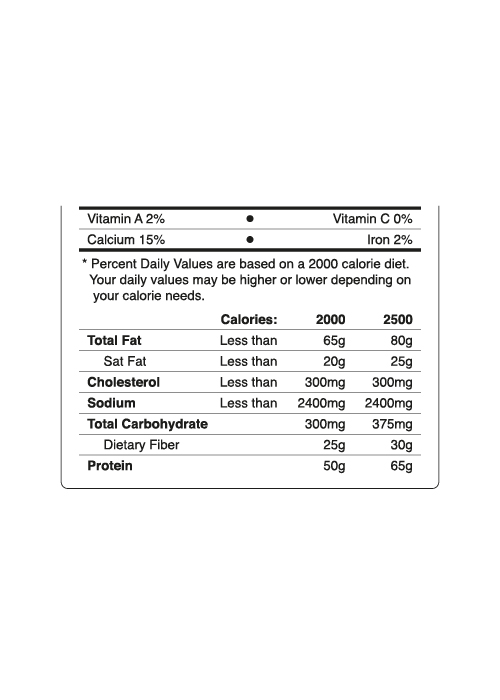 Vitamin A 2% ● Vitamin C 0%
Calcium 15% ● Iron 2%
* Percent Daily Values are based on a 2000 calorie diet.
Your daily values may be higher or lower depending on
your calorie needs.
Calories: 2000 2500
Total Fat Less than 65g 80g
Sat Fat Less than 20g 25g
Cholesterol Less than 300mg 300mg
Sodium Less than 2400mg 2400mg
Total Carbohydrate 300mg 375mg
Dietary Fiber 25g 30g
Protein 50g 65g